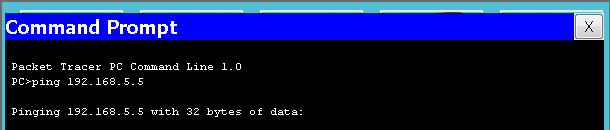 Command Prompt
X
Packet Tracer PC Command Line 1.0
PC>ping 192.168.5.5
Pinging 192.168.5.5 with 32 bytes of data: